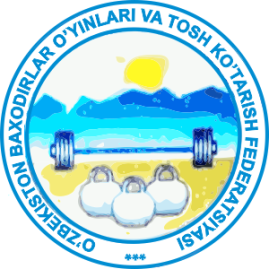 O'ZBEKISTON BAXODIRLAR O'YINLARI VA TOSH KO'TARISH FEDERATSIYASI
***